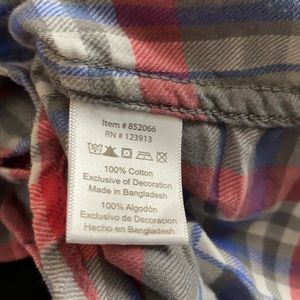 Item# 852066
RN # 123913
100% Cotton
Exclusive of Decoration
Made in Bangladesh
100% Algodón
Exclusivo de Decoracion
Hecho en Bangladesh